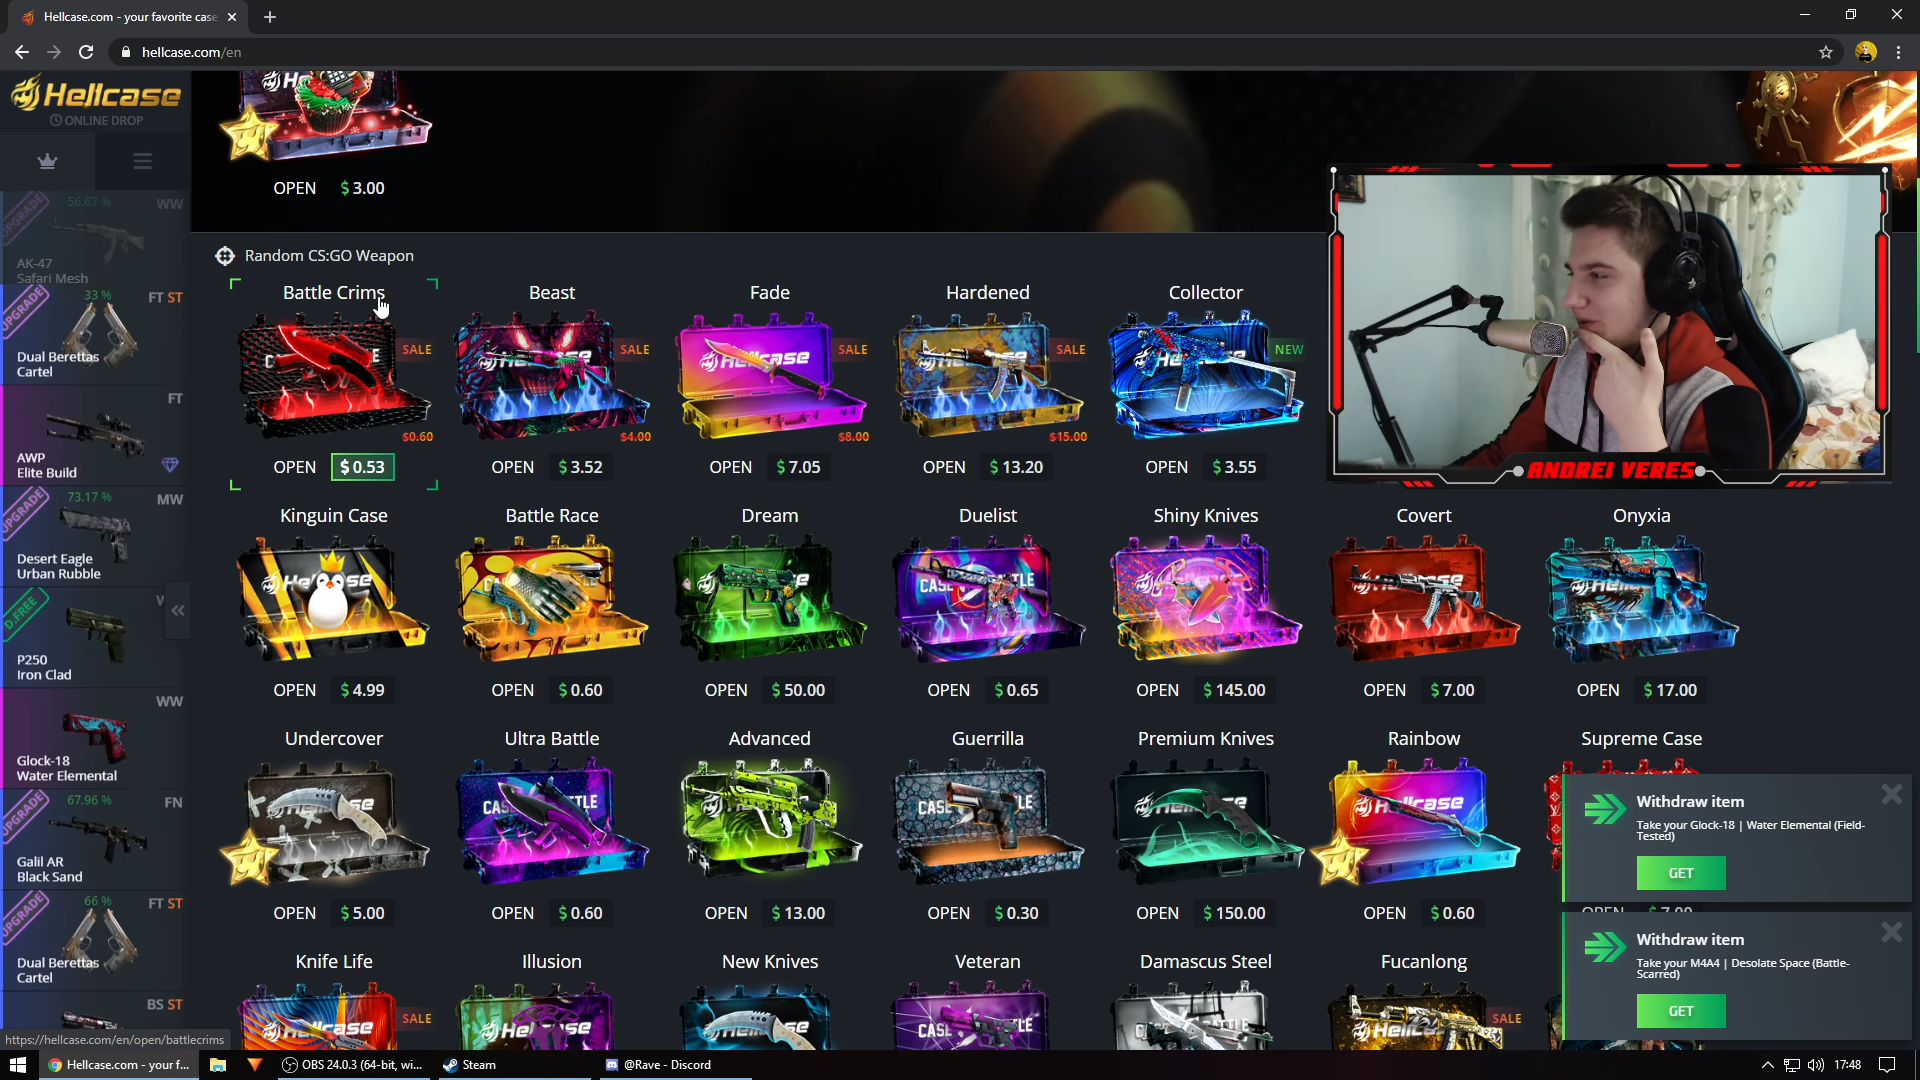 Hellcase.com - your favorite case
hellcase.com/en
Hellcase
ONLINE DROP
OPEN $ 3.00
UPGRADE 56.67 % WW
AK-47
Safari Mesh
UPGRADE 33 % FT ST
Dual Berettas
Cartel
FT
AWP
Elite Build
UPGRADE 73.17 % MW
Desert Eagle
Urban Rubble
D.FREE
P250
Iron Clad
WW
Glock-18
Water Elemental
UPGRADE 67.96 % FN
Galil AR
Black Sand
UPGRADE 66 % FT ST
Dual Berettas
Cartel
BS ST
Random CS:GO Weapon
Battle Crims Beast Fade Hardened Collector
SALE SALE SALE SALE NEW
$0.60 $4.00 $8.00 $15.00
OPEN $ 0.53 OPEN $ 3.52 OPEN $ 7.05 OPEN $ 13.20 OPEN $ 3.55
ANDREI VERES
Kinguin Case Battle Race Dream Duelist Shiny Knives Covert Onyxia
OPEN $ 4.99 OPEN $ 0.60 OPEN $ 50.00 OPEN $ 0.65 OPEN $ 145.00 OPEN $ 7.00 OPEN $ 17.00
Undercover Ultra Battle Advanced Guerrilla Premium Knives Rainbow Supreme Case
OPEN $ 5.00 OPEN $ 0.60 OPEN $ 13.00 OPEN $ 0.30 OPEN $ 150.00 OPEN $ 0.60 OPEN $ 7.00
Knife Life Illusion New Knives Veteran Damascus Steel Fucanlong
SALE SALE
Withdraw item
Take your Glock-18 | Water Elemental (Field-
Tested)
GET
Withdraw item
Take your M4A4 | Desolate Space (Battle-
Scarred)
GET
https://hellcase.com/en/open/battlecrims
Hellcase.com - your f...
OBS 24.0.3 (64-bit, wi...
Steam
@Rave - Discord
17:48